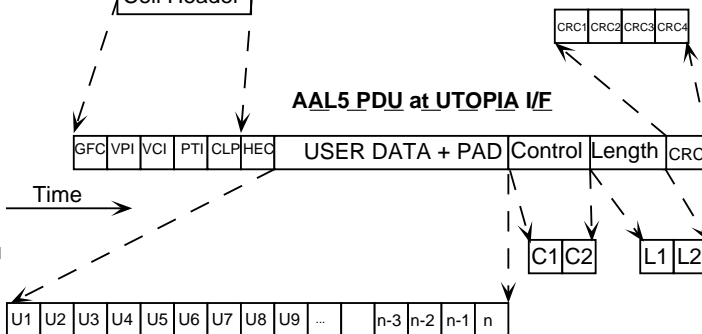 Cell Header
CRC1 CRC2 CRC3 CRC4
AAL5 PDU at UTOPIA I/F
GFC VPI VCI PTI CLP HEC USER DATA + PAD Control Length CRC
Time
C1 C2 L1 L2
U1 U2 U3 U4 U5 U6 U7 U8 U9 ... n-3 n-2 n-1 n